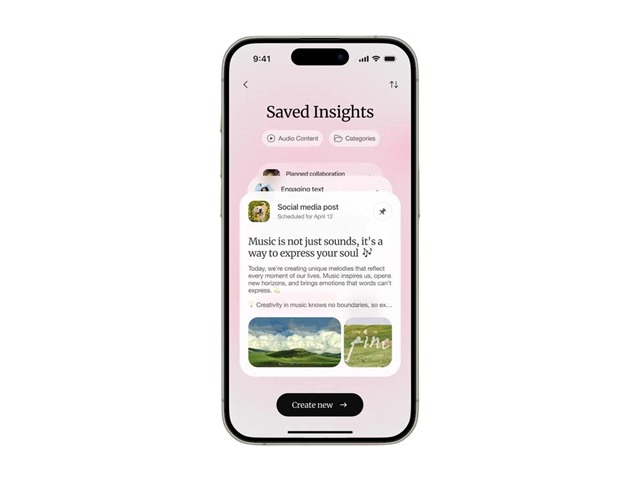 9:41
Saved Insights
Audio Content
Categories
Planned collaboration
Engaging text
Social media post
Scheduled for April 12
Music is not just sounds, it's a
way to express your soul 🎶
Today, we're creating unique melodies that reflect
every moment of our lives. Music inspires us, opens
new horizons, and brings emotions that words can't
express.
💡 Creativity in music knows no boundaries, so ex...
Create new →